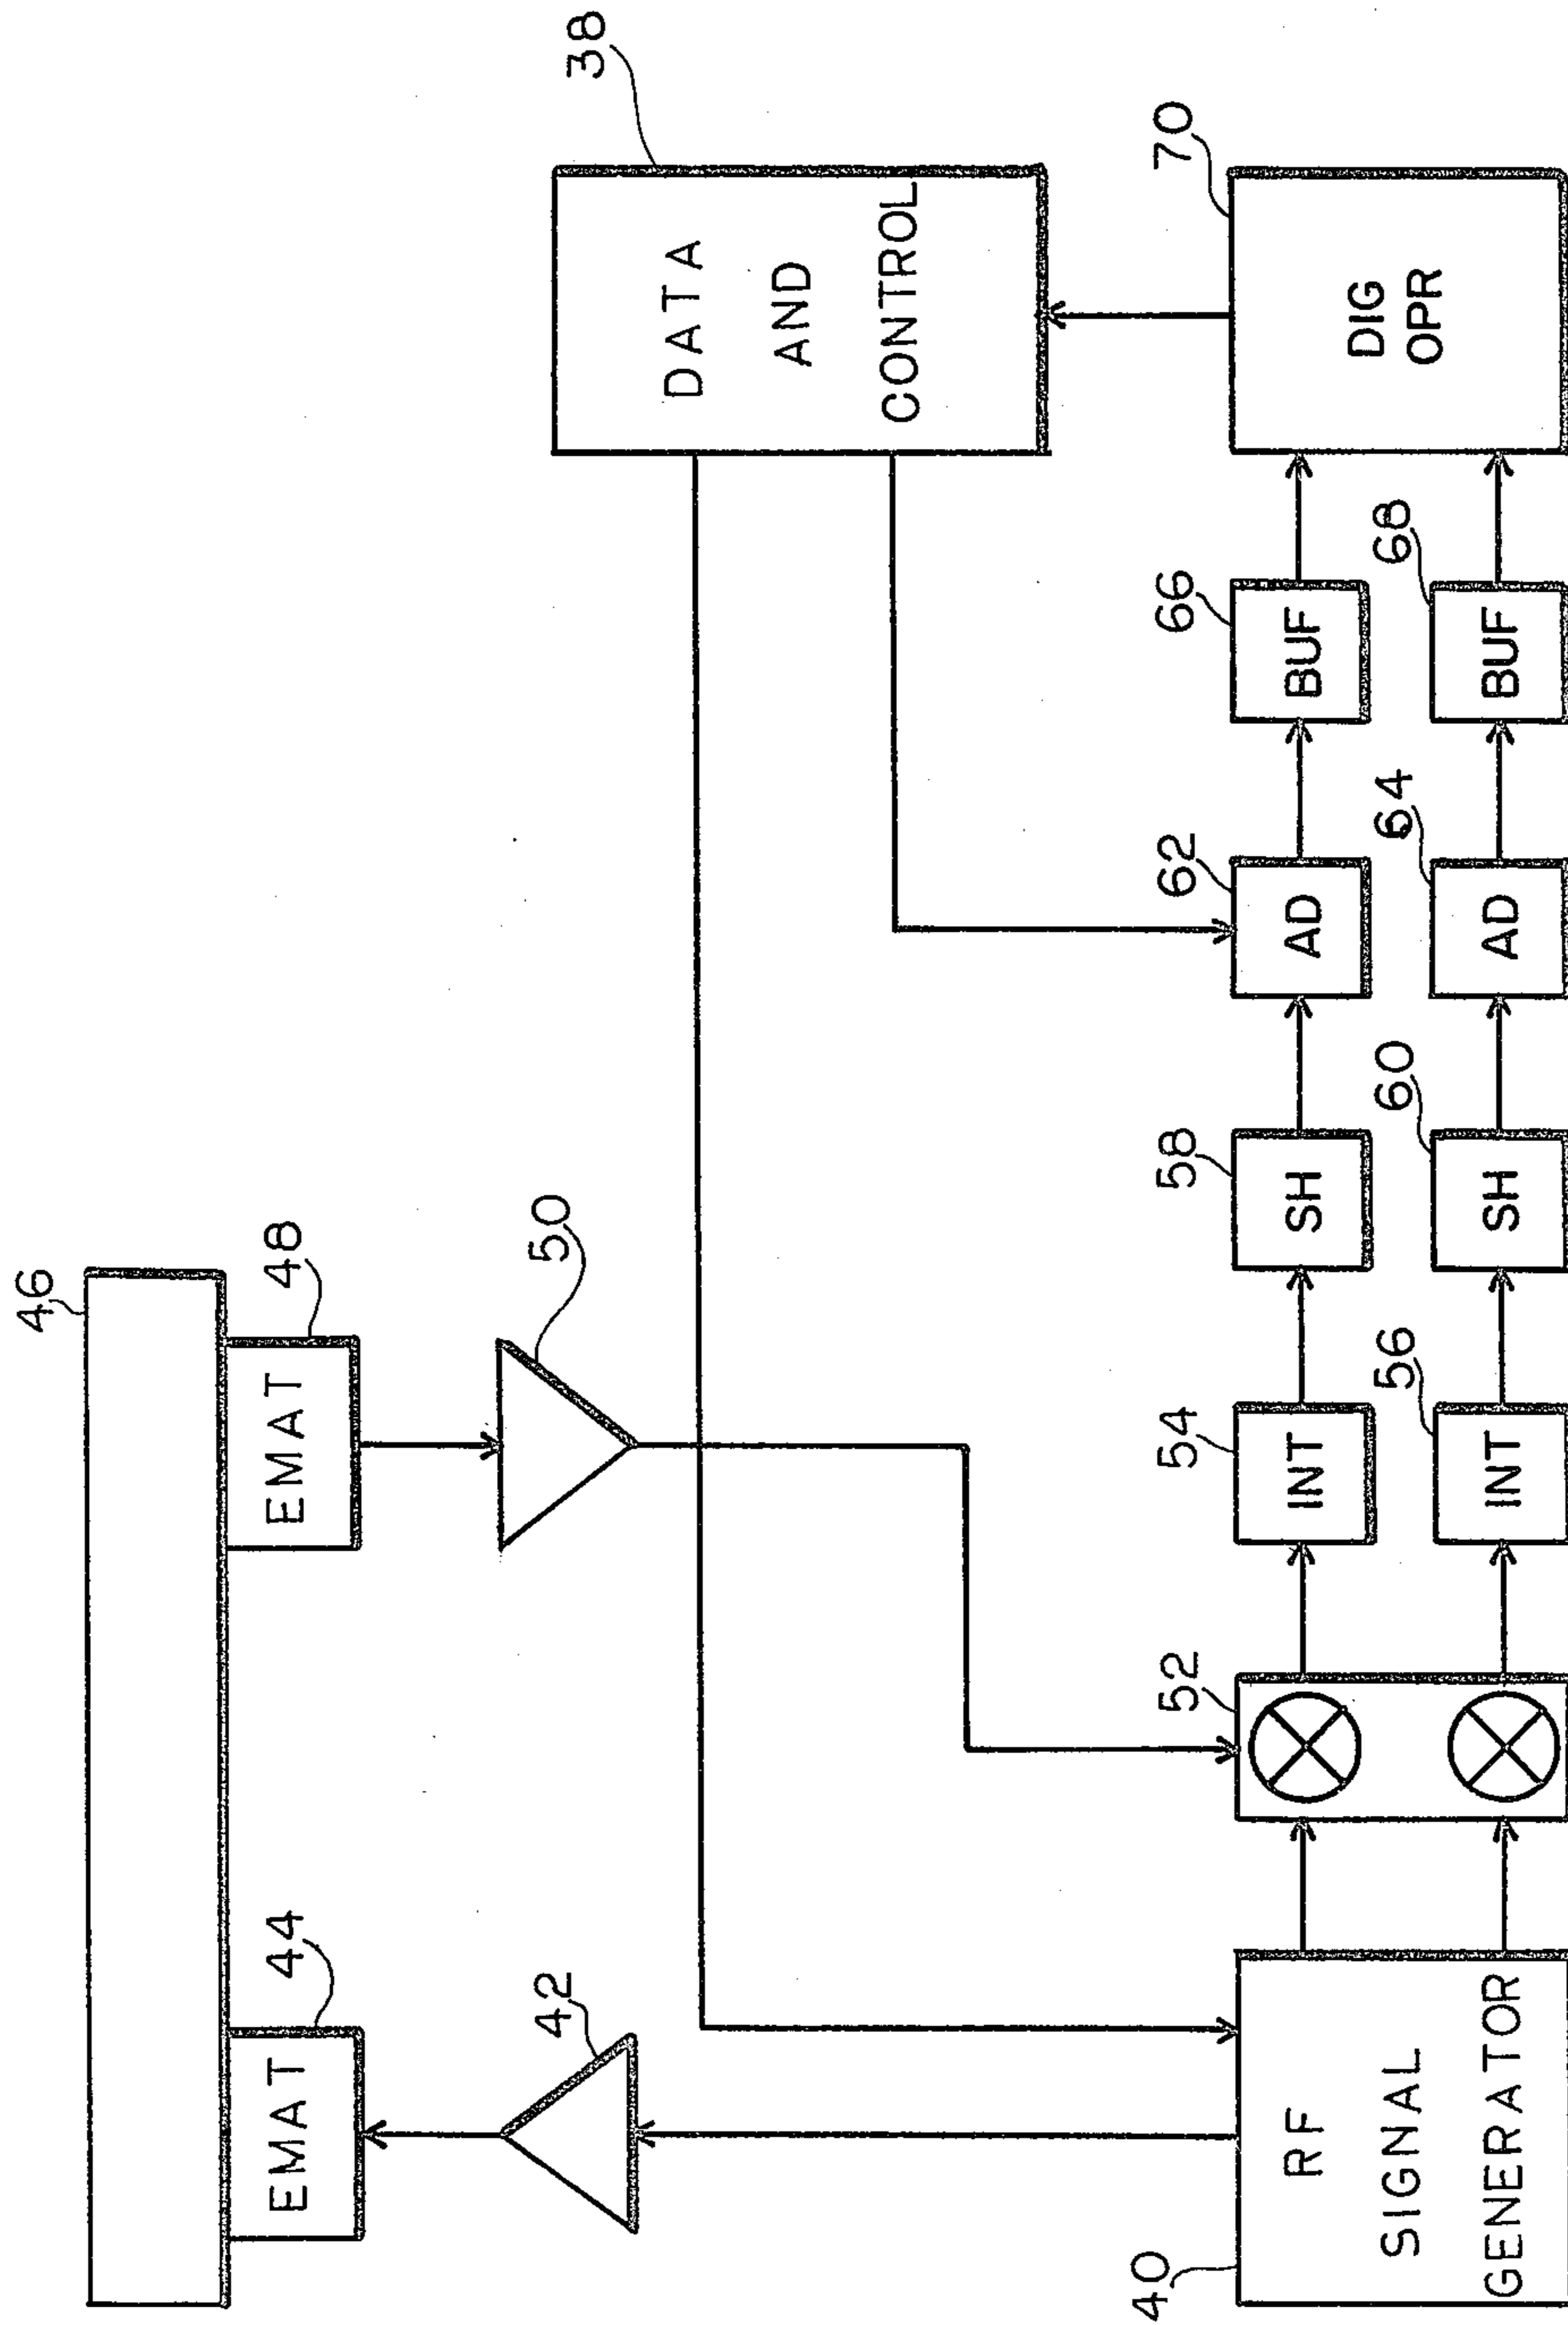 46
EMAT
44
EMAT
48
42
50
DATA
AND
CONTROL
38
40
RF
SIGNAL
GENERATOR
52
INT
54
INT
56
SH
58
SH
60
AD
62
AD
64
BUF
66
BUF
68
DIG
OPR
70